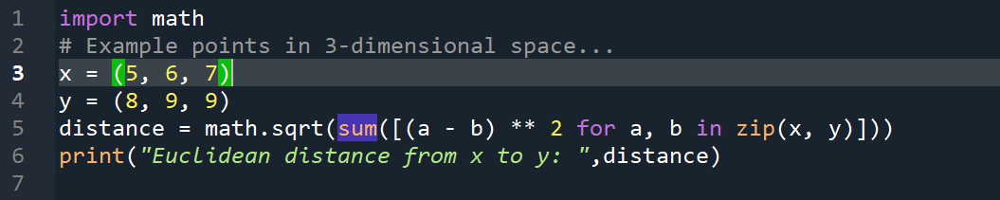 1 import math
2 # Example points in 3-dimensional space...
3 x = (5, 6, 7)
4 y = (8, 9, 9)
5 distance = math.sqrt(sum([(a - b) ** 2 for a, b in zip(x, y)]))
6 print("Euclidean distance from x to y: ",distance)
7